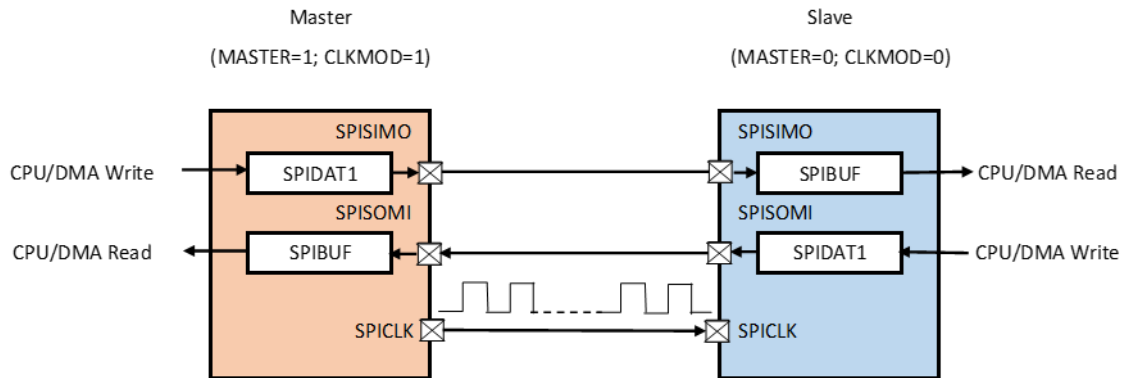 Master
Slave
(MASTER=1; CLKMOD=1)
(MASTER=0; CLKMOD=0)
SPISIMO
SPISIMO
CPU/DMA Write
SPIDAT1
SPIBUF
CPU/DMA Read
SPISOMI
SPISOMI
CPU/DMA Read
SPIBUF
SPIDAT1
CPU/DMA Write
SPICLK
SPICLK